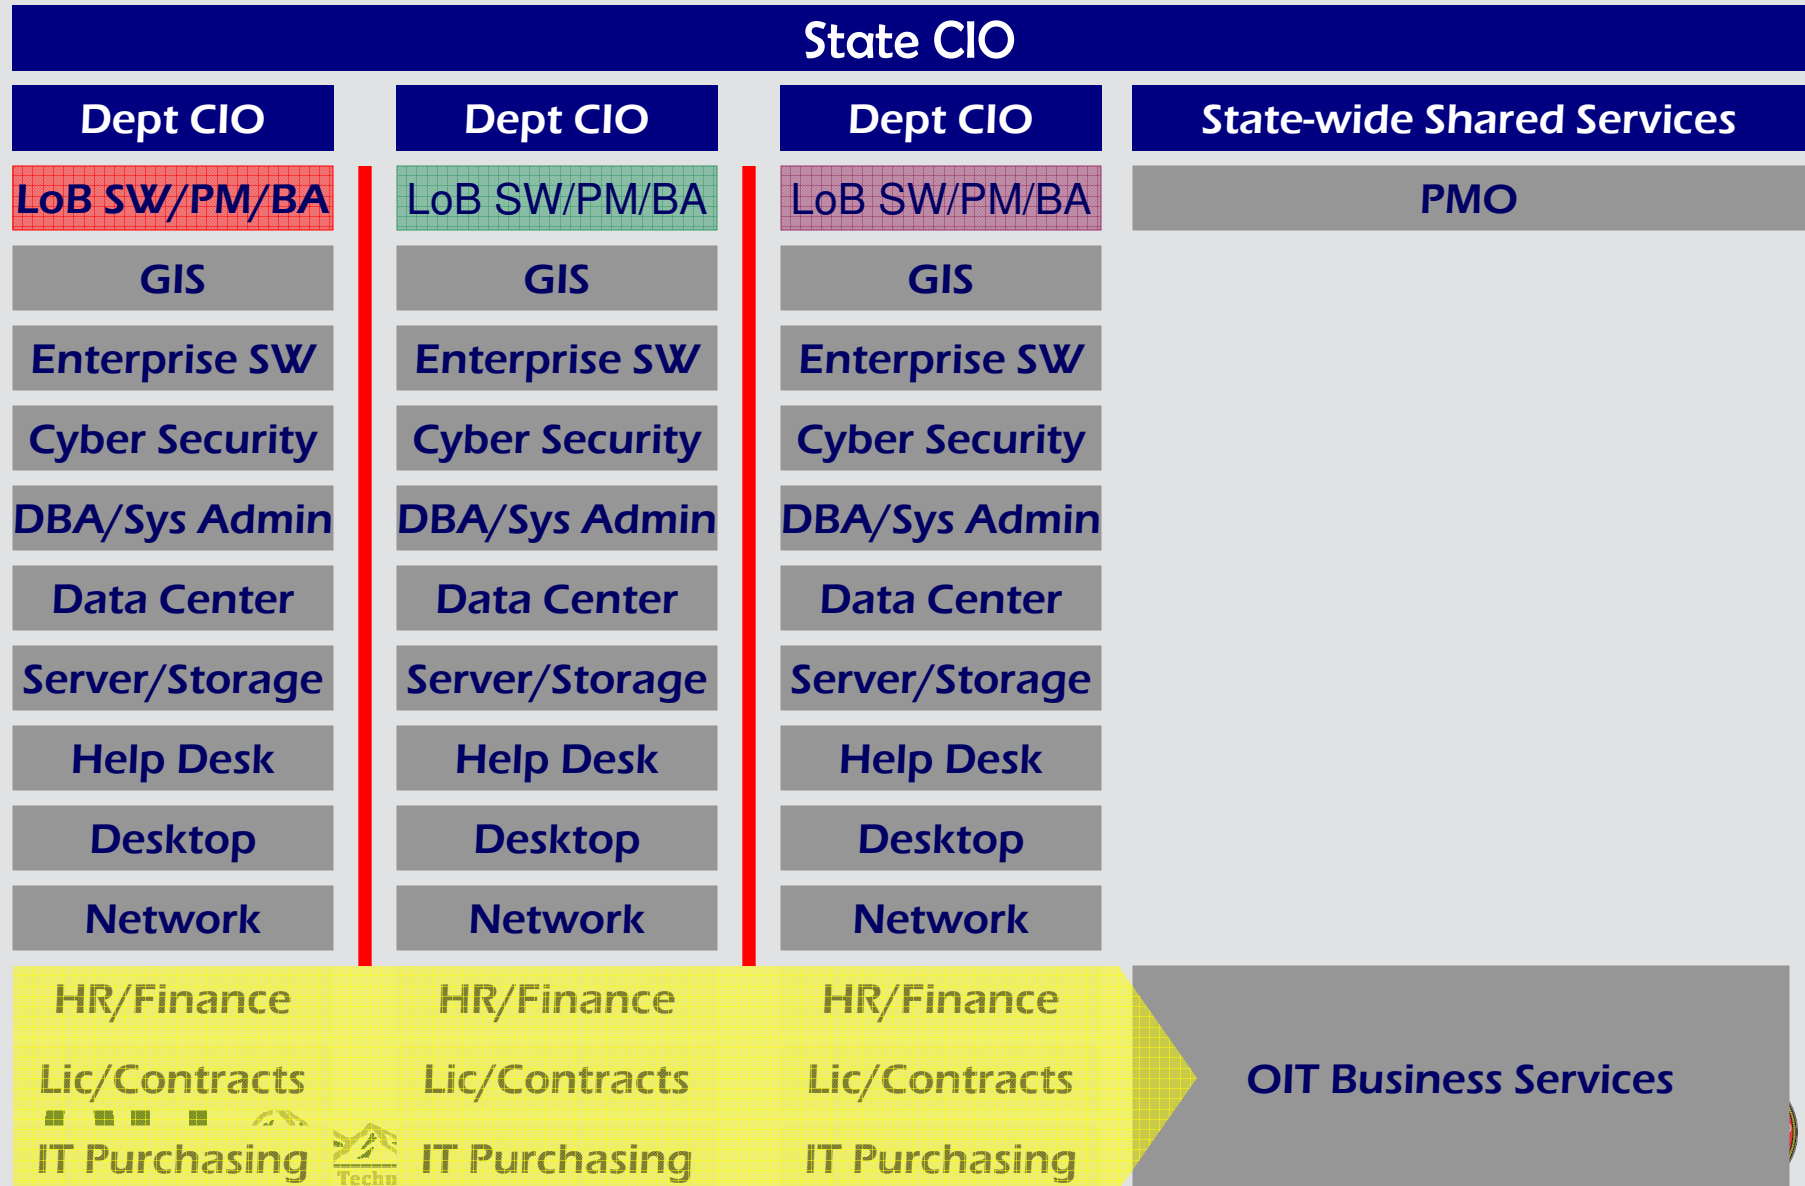 State CIO
Dept CIO Dept CIO Dept CIO State-wide Shared Services
LoB SW/PM/BA LoB SW/PM/BA LoB SW/PM/BA PMO
GIS GIS GIS
Enterprise SW Enterprise SW Enterprise SW
Cyber Security Cyber Security Cyber Security
DBA/Sys Admin DBA/Sys Admin DBA/Sys Admin
Data Center Data Center Data Center
Server/Storage Server/Storage Server/Storage
Help Desk Help Desk Help Desk
Desktop Desktop Desktop
Network Network Network
HR/Finance HR/Finance HR/Finance
Lic/Contracts Lic/Contracts Lic/Contracts OIT Business Services
IT Purchasing IT Purchasing IT Purchasing
Techn